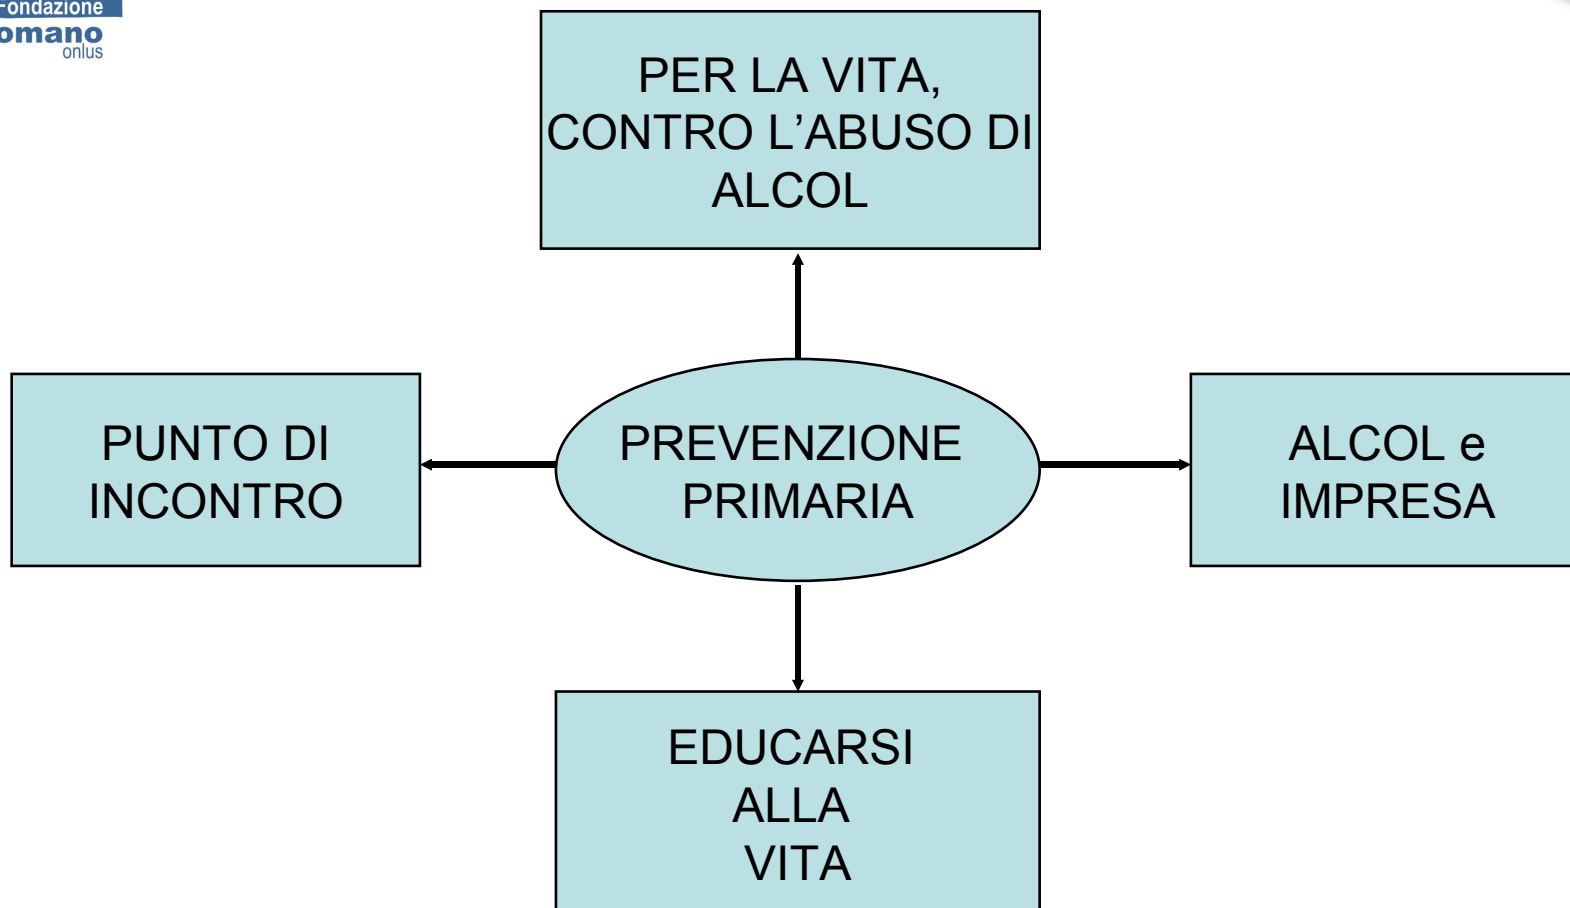 Fondazione
omano
onlus
PER LA VITA,
CONTRO L'ABUSO DI
ALCOL
PUNTO DI
INCONTRO
PREVENZIONE
PRIMARIA
ALCOL e
IMPRESA
EDUCARSI
ALLA
VITA